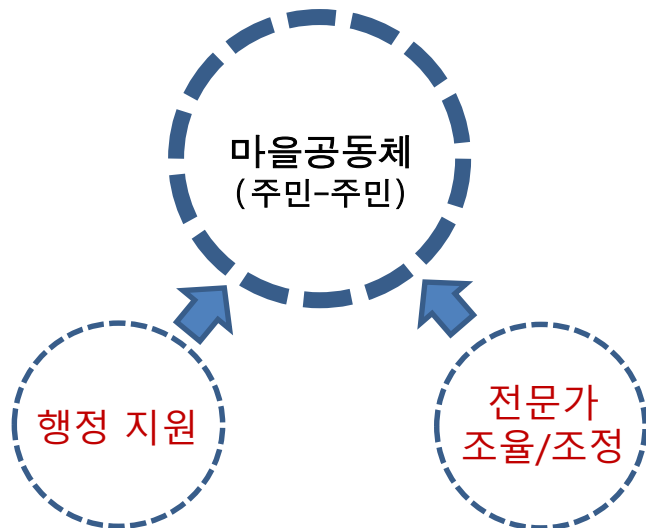 마을공동체
(주민-주민)
행정 지원
전문가
조율/조정